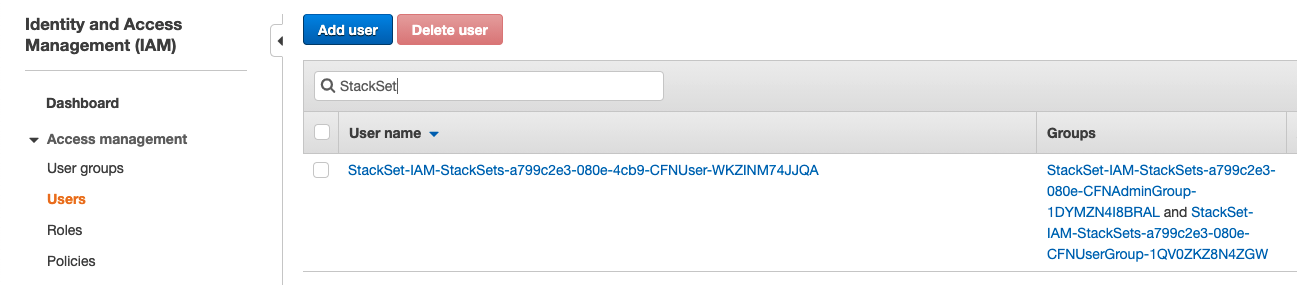 Identity and Access
Management (IAM)
Add user
Delete user
StackSet
Dashboard
Access management
User groups
Users
Roles
Policies
User name
Groups
StackSet-IAM-StackSets-a799c2e3-080e-4cb9-CFNUser-WKZINM74JJQA
StackSet-IAM-StackSets-a799c2e3-
080e-CFNAdminGroup-
1DYMZN4I8BRAL and StackSet-
IAM-StackSets-a799c2e3-080e-
CFNUserGroup-1QV0ZKZ8N4ZGW